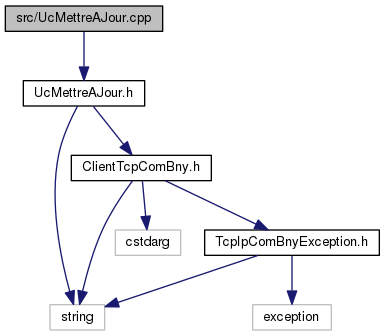 src/UcMettreAJour.cpp
UcMettreAJour.h
ClientTcpComBny.h
cstdarg
TcpIpComBnyException.h
string
exception